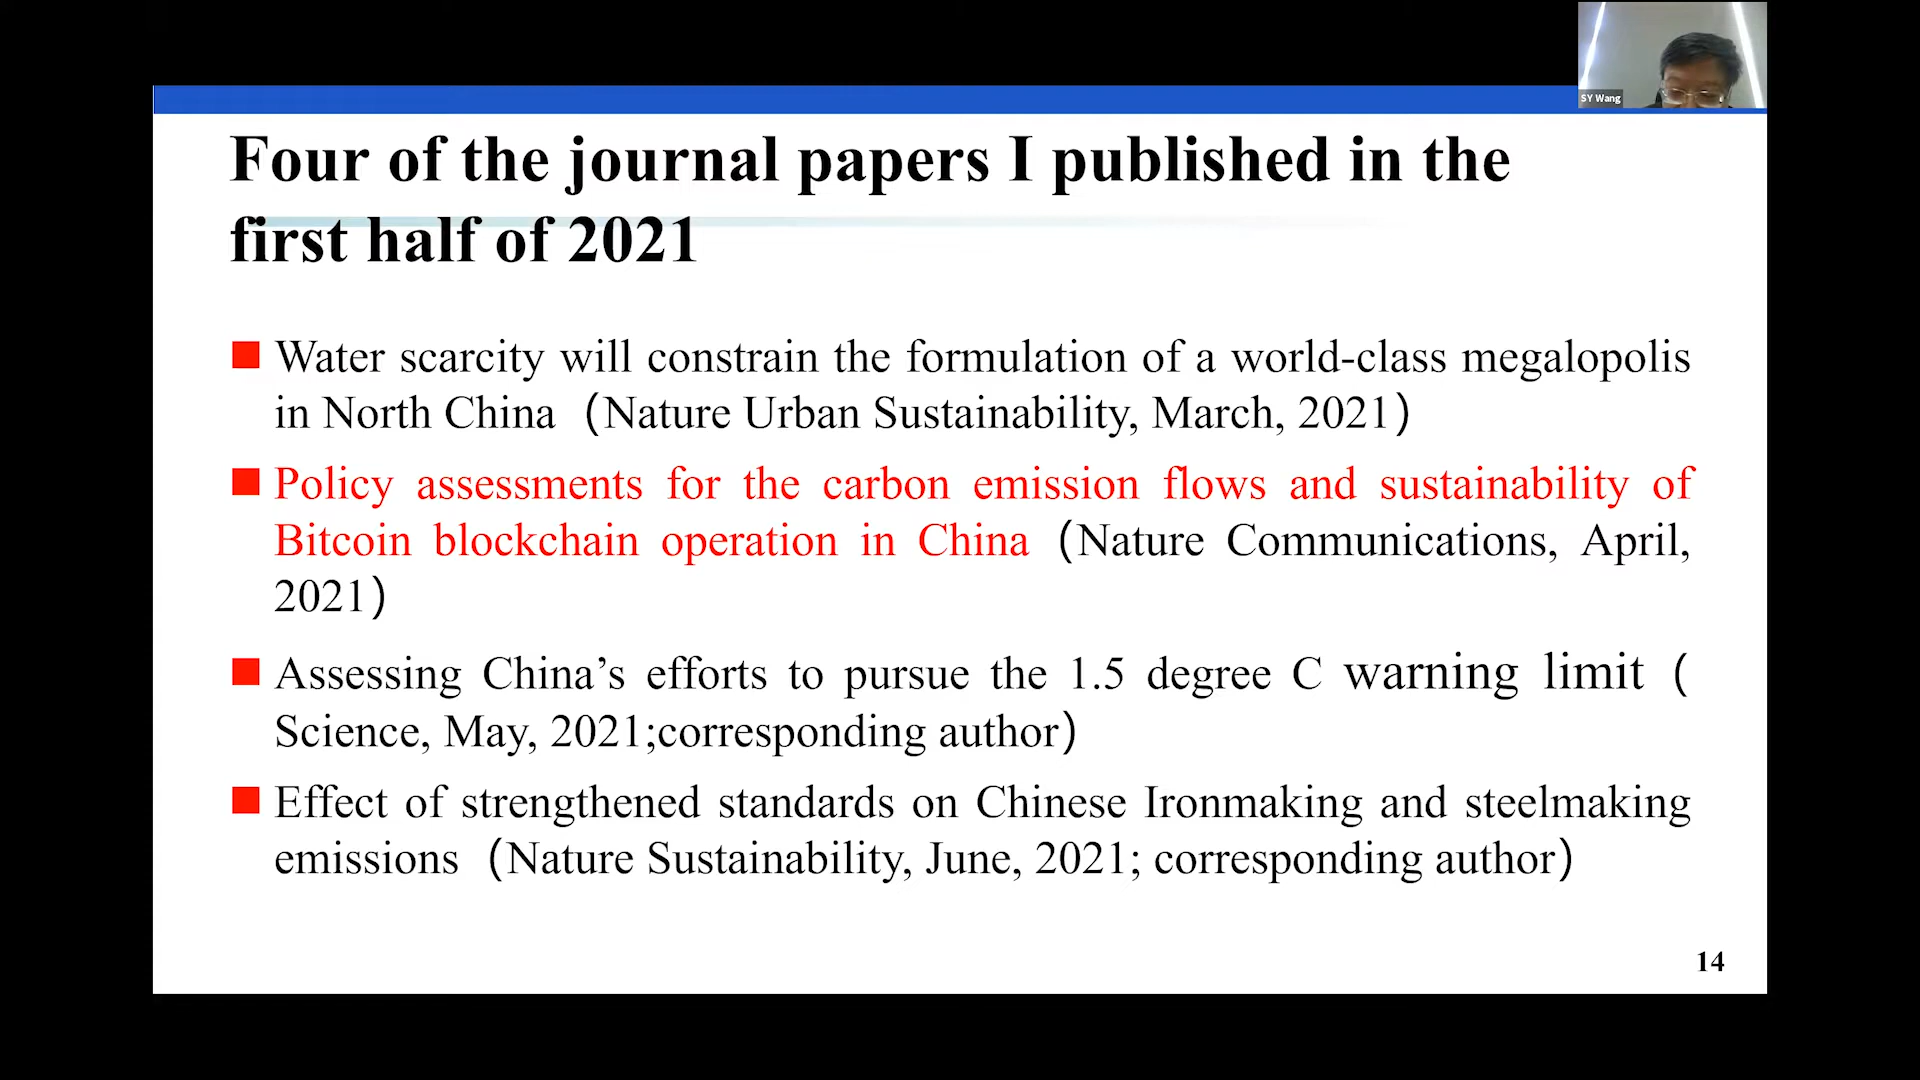 SY Wang
Four of the journal papers I published in the
first half of 2021
Water scarcity will constrain the formulation of a world-class megalopolis
in North China（Nature Urban Sustainability, March, 2021）
Policy assessments for the carbon emission flows and sustainability of
Bitcoin blockchain operation in China（Nature Communications, April,
2021）
Assessing China’s efforts to pursue the 1.5 degree C warning limit（
Science, May, 2021;corresponding author）
Effect of strengthened standards on Chinese Ironmaking and steelmaking
emissions（Nature Sustainability, June, 2021; corresponding author）
14